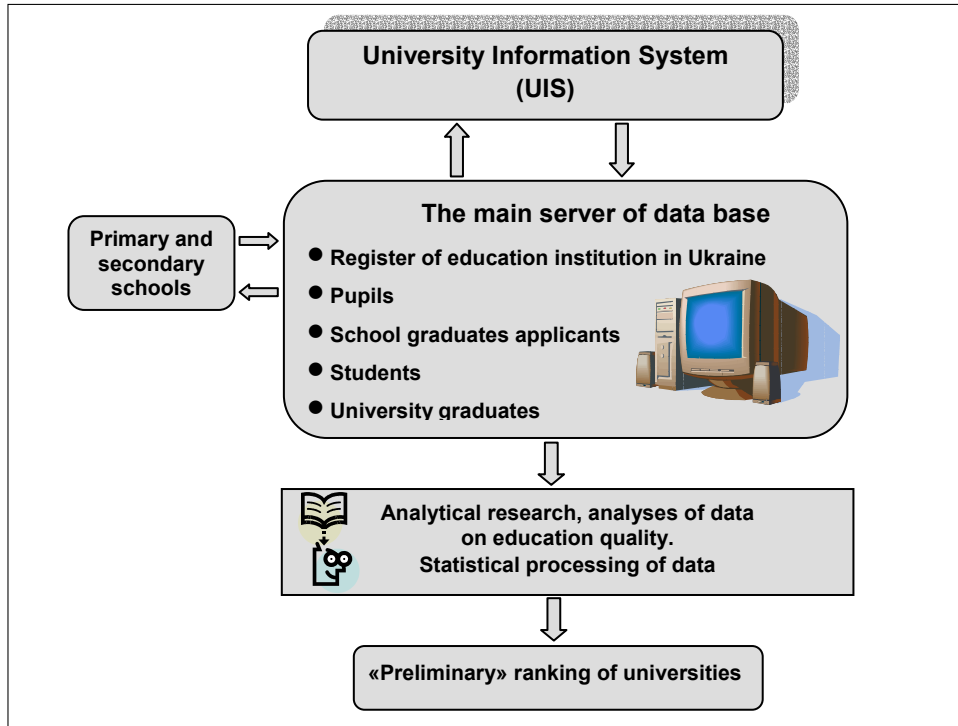 University Information System
(UIS)
The main server of data base
Primary and
secondary
schools
● Register of education institution in Ukraine
● Pupils
● School graduates applicants
● Students
● University graduates
Analytical research, analyses of data
on education quality.
Statistical processing of data
«Preliminary» ranking of universities